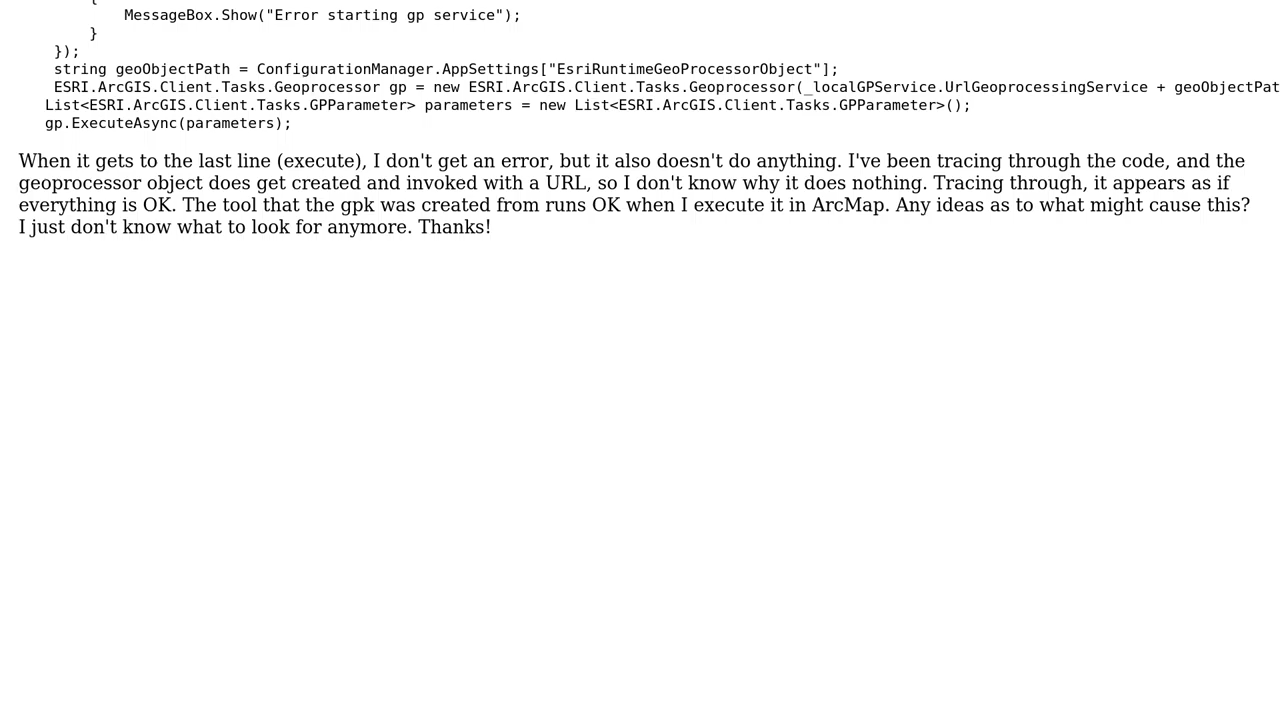 {
MessageBox.Show("Error starting gp service");
}
});
string geoObjectPath = ConfigurationManager.AppSettings["EsriRuntimeGeoProcessorObject"];
ESRI.ArcGIS.Client.Tasks.Geoprocessor gp = new ESRI.ArcGIS.Client.Tasks.Geoprocessor(_localGPService.UrlGeoprocessingService + geoObjectPat
List<ESRI.ArcGIS.Client.Tasks.GPParameter> parameters = new List<ESRI.ArcGIS.Client.Tasks.GPParameter>();
gp.ExecuteAsync(parameters);
When it gets to the last line (execute), I don't get an error, but it also doesn't do anything. I've been tracing through the code, and the
geoprocessor object does get created and invoked with a URL, so I don't know why it does nothing. Tracing through, it appears as if
everything is OK. The tool that the gpk was created from runs OK when I execute it in ArcMap. Any ideas as to what might cause this?
I just don't know what to look for anymore. Thanks!